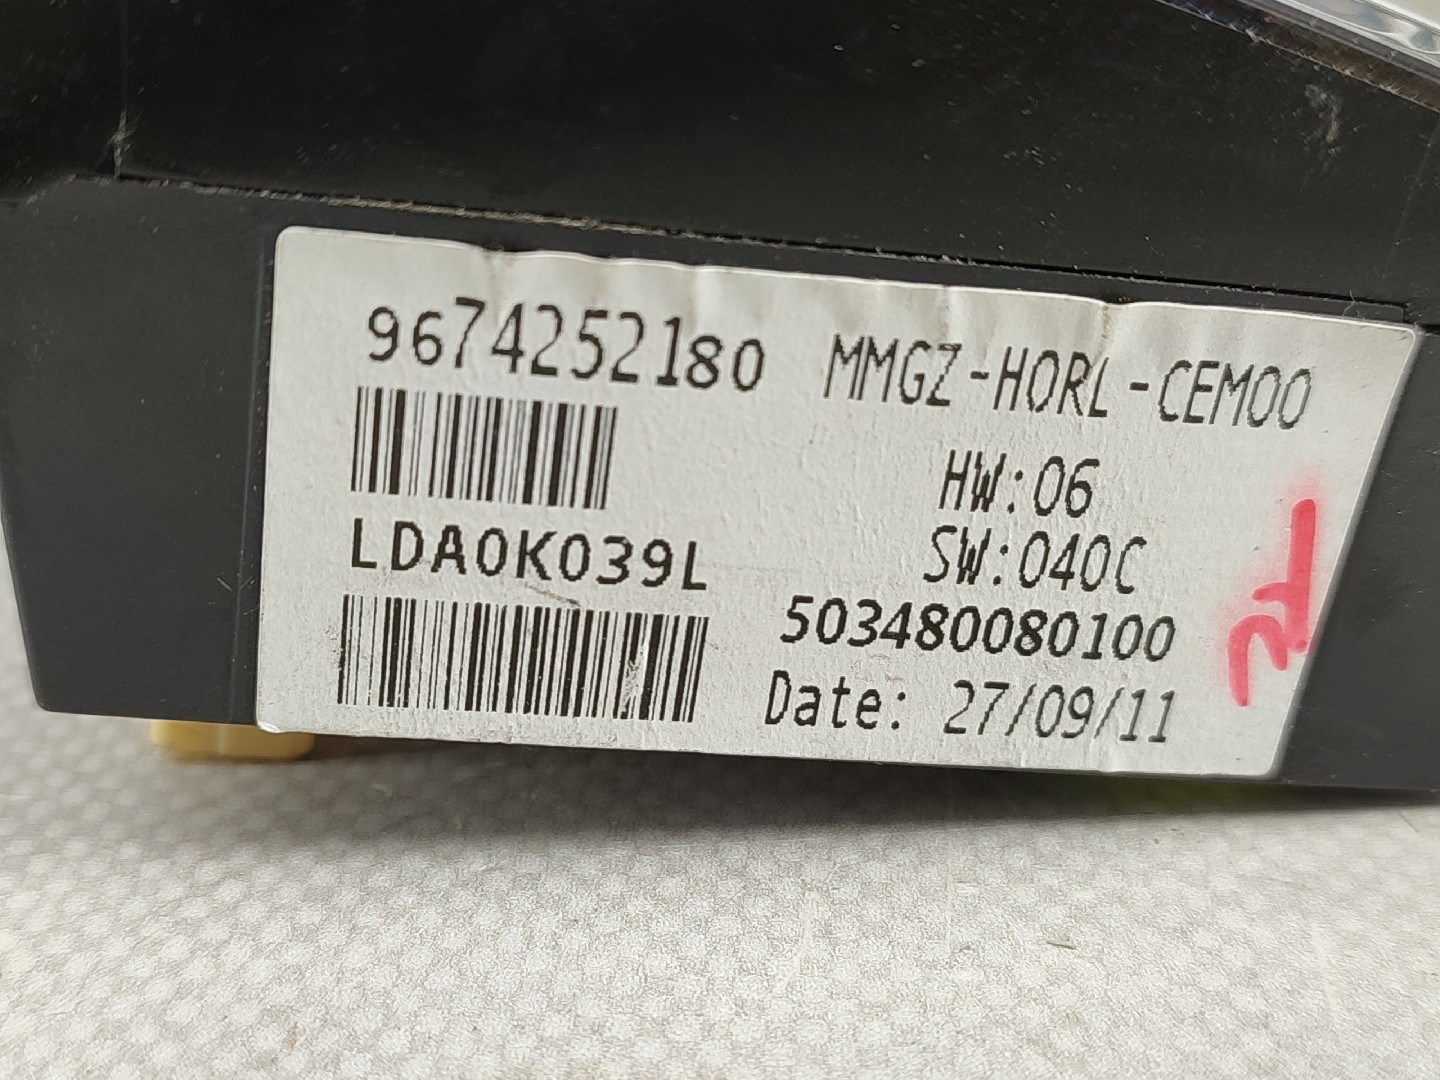 9674252180 MMGZ-HORL-CEM00
HW:06
LDA0K039L SW:040C
503480080100
Date: 27/09/11